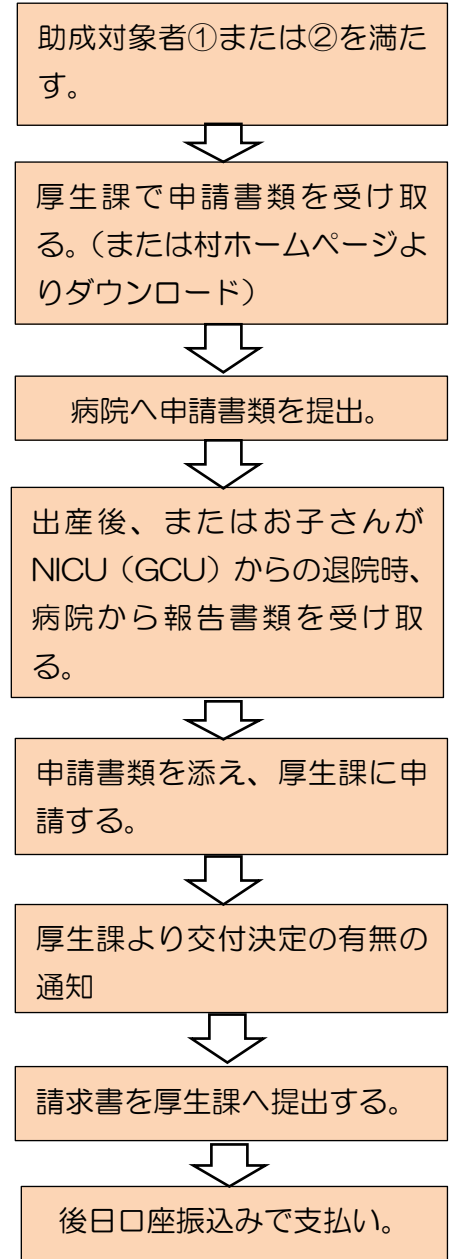 助成対象者①または②を満た
す。
厚生課で申請書類を受け取
る。（または村ホームページよ
りダウンロード）
病院へ申請書類を提出。
出産後、またはお子さんが
NICU（GCU）からの退院時、
病院から報告書類を受け取
る。
申請書類を添え、厚生課に申
請する。
厚生課より交付決定の有無の
通知
請求書を厚生課へ提出する。
後日口座振込みで支払い。